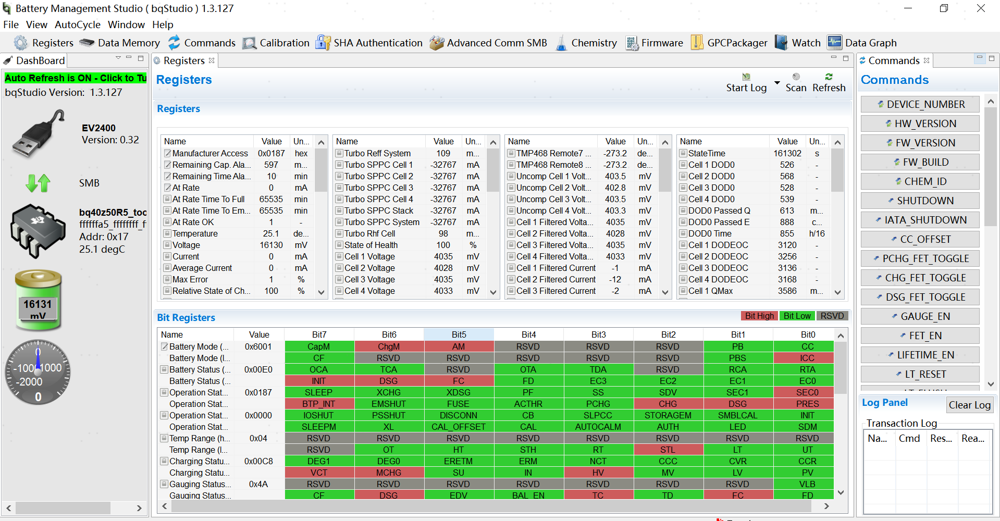 Battery Management Studio ( bqStudio ) 1.3.127
File View AutoCycle Window Help
Registers Data Memory Commands Calibration SHA Authentication Advanced Comm SMB Chemistry Firmware GPCPackager Watch Data Graph
DashBoard
Auto Refresh is ON - Click to Tu
bqStudio Version: 1.3.127
EV2400
Version: 0.32
SMB
bq40z50R5_too
ffffffa5_ffffffff_f
Addr: 0x17
25.1 degC
16131
mV
0
-1000 1000
-2000
0
Registers
Registers
Start Log Scan Refresh
Registers
Name Value Un...
Manufacturer Access 0x0187 hex
Remaining Cap. Ala... 597 m...
Remaining Time Ala... 10 min
At Rate 0 mA
At Rate Time To Full 65535 min
At Rate Time To Em... 65535 min
At Rate OK 1 -
Temperature 25.1 de...
Voltage 16130 mV
Current 0 mA
Average Current 0 mA
Max Error 1 %
Relative State of Ch... 100 %
Name Value Un...
Turbo Reff System 109 m...
Turbo SPPC Cell 1 -32767 mA
Turbo SPPC Cell 2 -32767 mA
Turbo SPPC Cell 3 -32767 mA
Turbo SPPC Cell 4 -32767 mA
Turbo SPPC Stack -32767 mA
Turbo SPPC System -32767 mA
Turbo Rhf Cell 98 m...
State of Health 100 %
Cell 1 Voltage 4035 mV
Cell 2 Voltage 4028 mV
Cell 3 Voltage 4035 mV
Cell 4 Voltage 4033 mV
Name Value Un...
TMP468 Remote7 ... -273.2 de...
TMP468 Remote8 ... -273.2 de...
Uncomp Cell 1 Volt... 403.5 mV
Uncomp Cell 2 Volt... 402.8 mV
Uncomp Cell 3 Volt... 403.5 mV
Uncomp Cell 4 Volt... 403.3 mV
Cell 1 Filtered Volta... 4035 mV
Cell 2 Filtered Volta... 4028 mV
Cell 3 Filtered Volta... 4035 mV
Cell 4 Filtered Volta... 4033 mV
Cell 1 Filtered Current -1 mA
Cell 2 Filtered Current -12 mA
Cell 3 Filtered Current -2 mA
Name Value Un...
StateTime 161302 s
Cell 1 DOD0 526 -
Cell 2 DOD0 568 -
Cell 3 DOD0 528 -
Cell 4 DOD0 539 -
DOD0 Passed Q 613 m...
DOD0 Passed E 888 c...
DOD0 Time 855 h/16
Cell 1 DODEOC 3120 -
Cell 2 DODEOC 3256 -
Cell 3 DODEOC 3136 -
Cell 4 DODEOC 3168 -
Cell 1 QMax 3586 m...
Bit Registers Bit High Bit Low RSVD
Name Value Bit7 Bit6 Bit5 Bit4 Bit3 Bit2 Bit1 Bit0
Battery Mode (... 0x6001 CapM ChgM AM RSVD RSVD RSVD PB CC
Battery Mode (l... CF RSVD RSVD RSVD RSVD RSVD PBS ICC
Battery Status (... 0x00E0 OCA TCA RSVD OTA TDA RSVD RCA RTA
Battery Status (... INIT DSG FC FD EC3 EC2 EC1 EC0
Operation Stat... 0x0187 SLEEP XCHG XDSG PF SS SDV SEC1 SEC0
Operation Stat... BTP_INT EMSHUT FUSE ACTHR PCHG CHG DSG PRES
Operation Stat... 0x0000 IOSHUT PSSHUT DISCONN CB SLPCC STORAGEM SMBLCAL INIT
Operation Stat... SLEEPM XL CAL_OFFSET CAL AUTOCALM AUTH LED SDM
Temp Range (h... 0x04 RSVD RSVD RSVD RSVD RSVD RSVD RSVD RSVD
Temp Range (l... RSVD OT HT STH RT STL LT UT
Charging Statu... 0x00C8 DEG1 DEG0 ERETM ERM NCT CCC CVR CCR
Charging Statu... VCT MCHG SU IN HV MV LV PV
Gauging Status... 0x4A RSVD RSVD RSVD RSVD RSVD RSVD RSVD VLB
Gauging Status... CF DSG EDV BAL_EN TC TD FC FD
Commands
Commands
DEVICE_NUMBER
HW_VERSION
FW_VERSION
FW_BUILD
CHEM_ID
SHUTDOWN
IATA_SHUTDOWN
CC_OFFSET
PCHG_FET_TOGGLE
CHG_FET_TOGGLE
DSG_FET_TOGGLE
GAUGE_EN
FET_EN
LIFETIME_EN
LT_RESET
Log Panel Clear Log
Transaction Log
Na... Cmd Res... Rea...